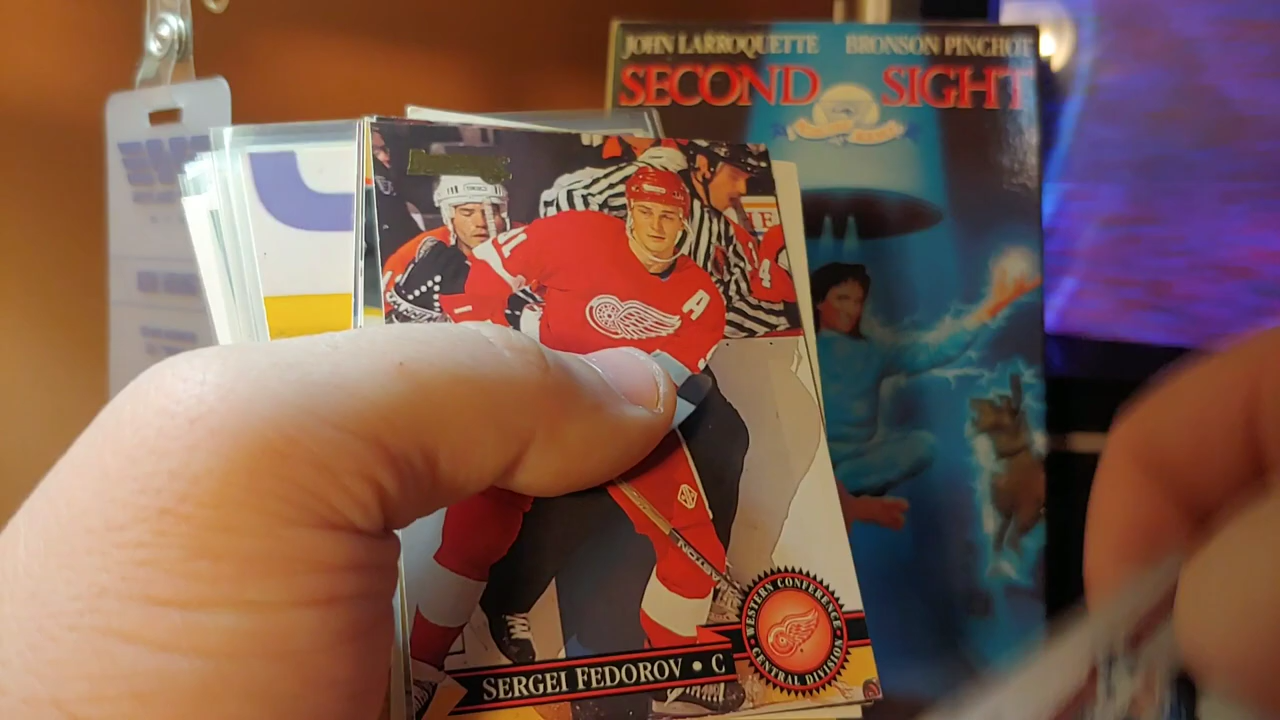 JOHN LARROQUETTE BRONSON PINCHOT
SECOND SIGHT
A
WESTERN CONFERENCE
CENTRAL DIVISION
SERGEI FEDOROV • C